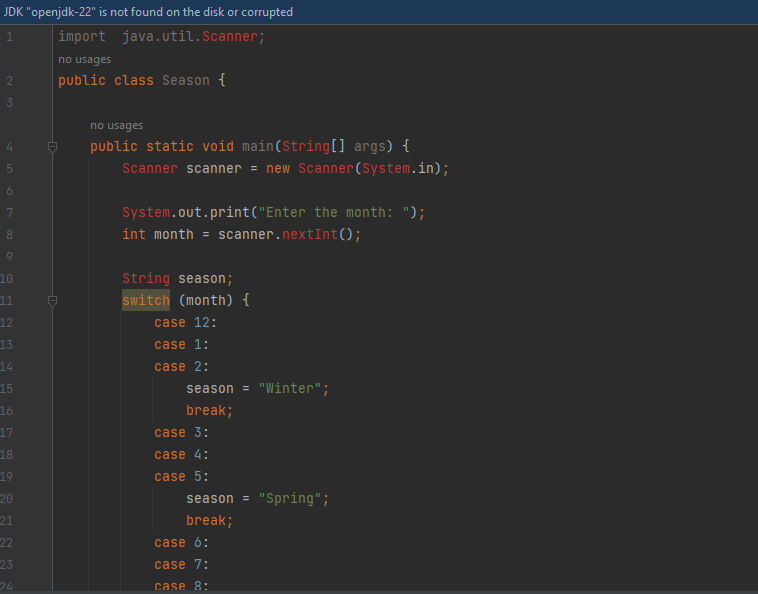 JDK "openjdk-22" is not found on the disk or corrupted
1 import  java.util.Scanner;
no usages
2 public class Season {
3
no usages
4 public static void main(String[] args) {
5 Scanner scanner = new Scanner(System.in);
6
7 System.out.print("Enter the month: ");
8 int month = scanner.nextInt();
9
10 String season;
11 switch (month) {
12 case 12:
13 case 1:
14 case 2:
15 season = "Winter";
16 break;
17 case 3:
18 case 4:
19 case 5:
20 season = "Spring";
21 break;
22 case 6:
23 case 7:
24 case 8: